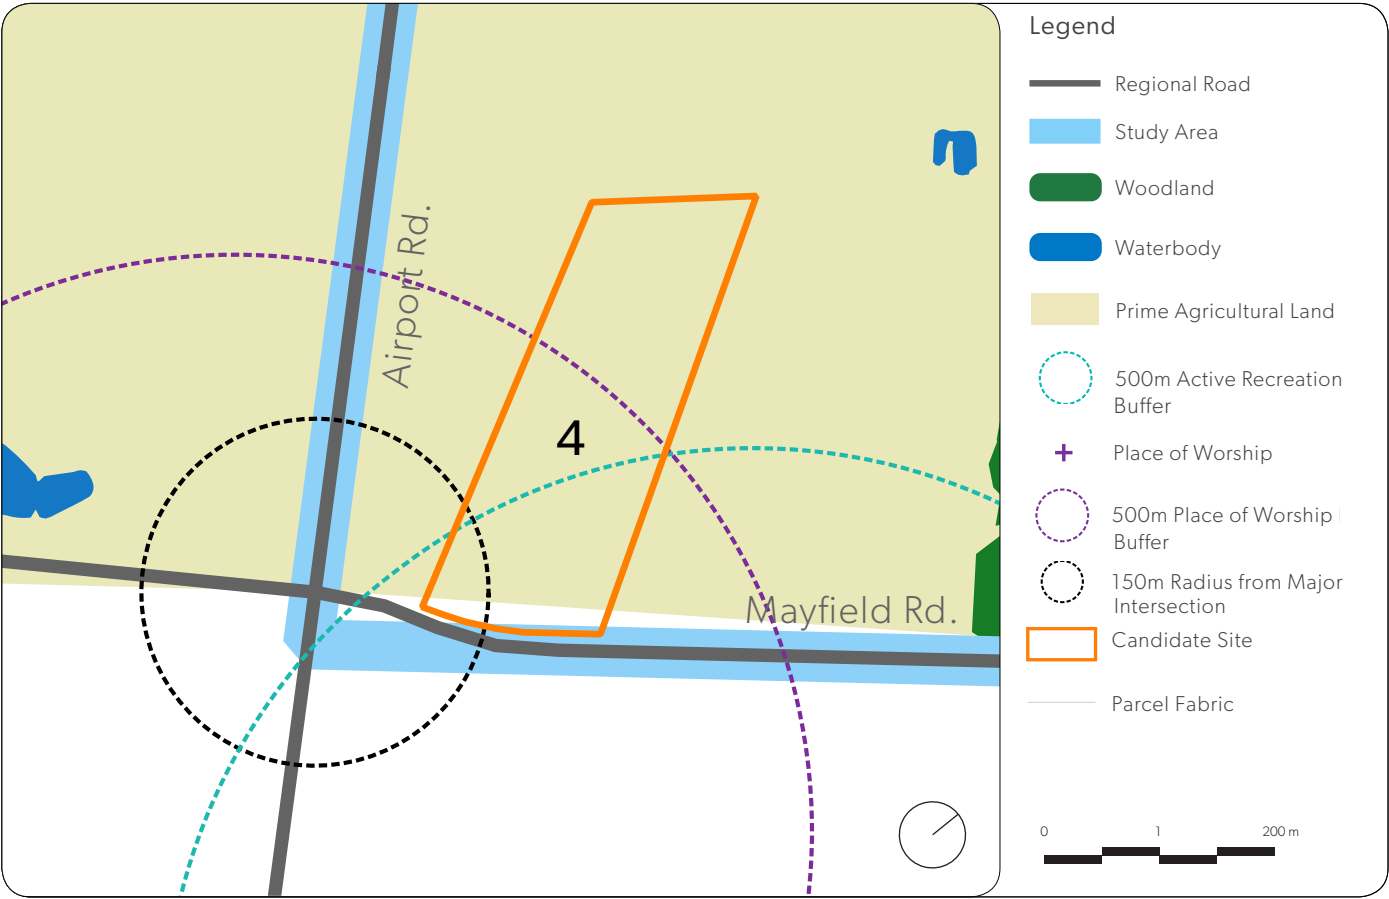 Airport Rd.
4
Mayfield Rd.
Legend
Regional Road
Study Area
Woodland
Waterbody
Prime Agricultural Land
500m Active Recreation
Buffer
Place of Worship
500m Place of Worship
Buffer
150m Radius from Major
Intersection
Candidate Site
Parcel Fabric
0 1 200 m